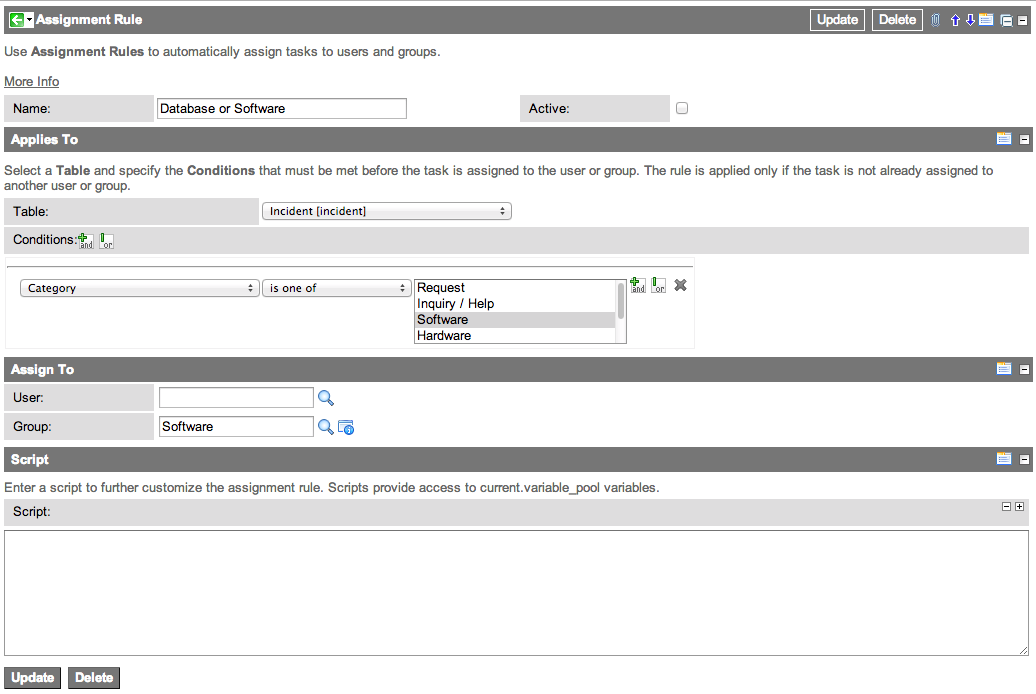 Assignment Rule Update Delete
Use Assignment Rules to automatically assign tasks to users and groups.
More Info
Name: Database or Software Active:
Applies To
Select a Table and specify the Conditions that must be met before the task is assigned to the user or group. The rule is applied only if the task is not already assigned to
another user or group.
Table: Incident [incident]
Conditions: and or
Category is one of Request and or
Inquiry / Help
Software
Hardware
Assign To
User:
Group: Software
Script
Enter a script to further customize the assignment rule. Scripts provide access to current.variable_pool variables.
Script:
Update Delete